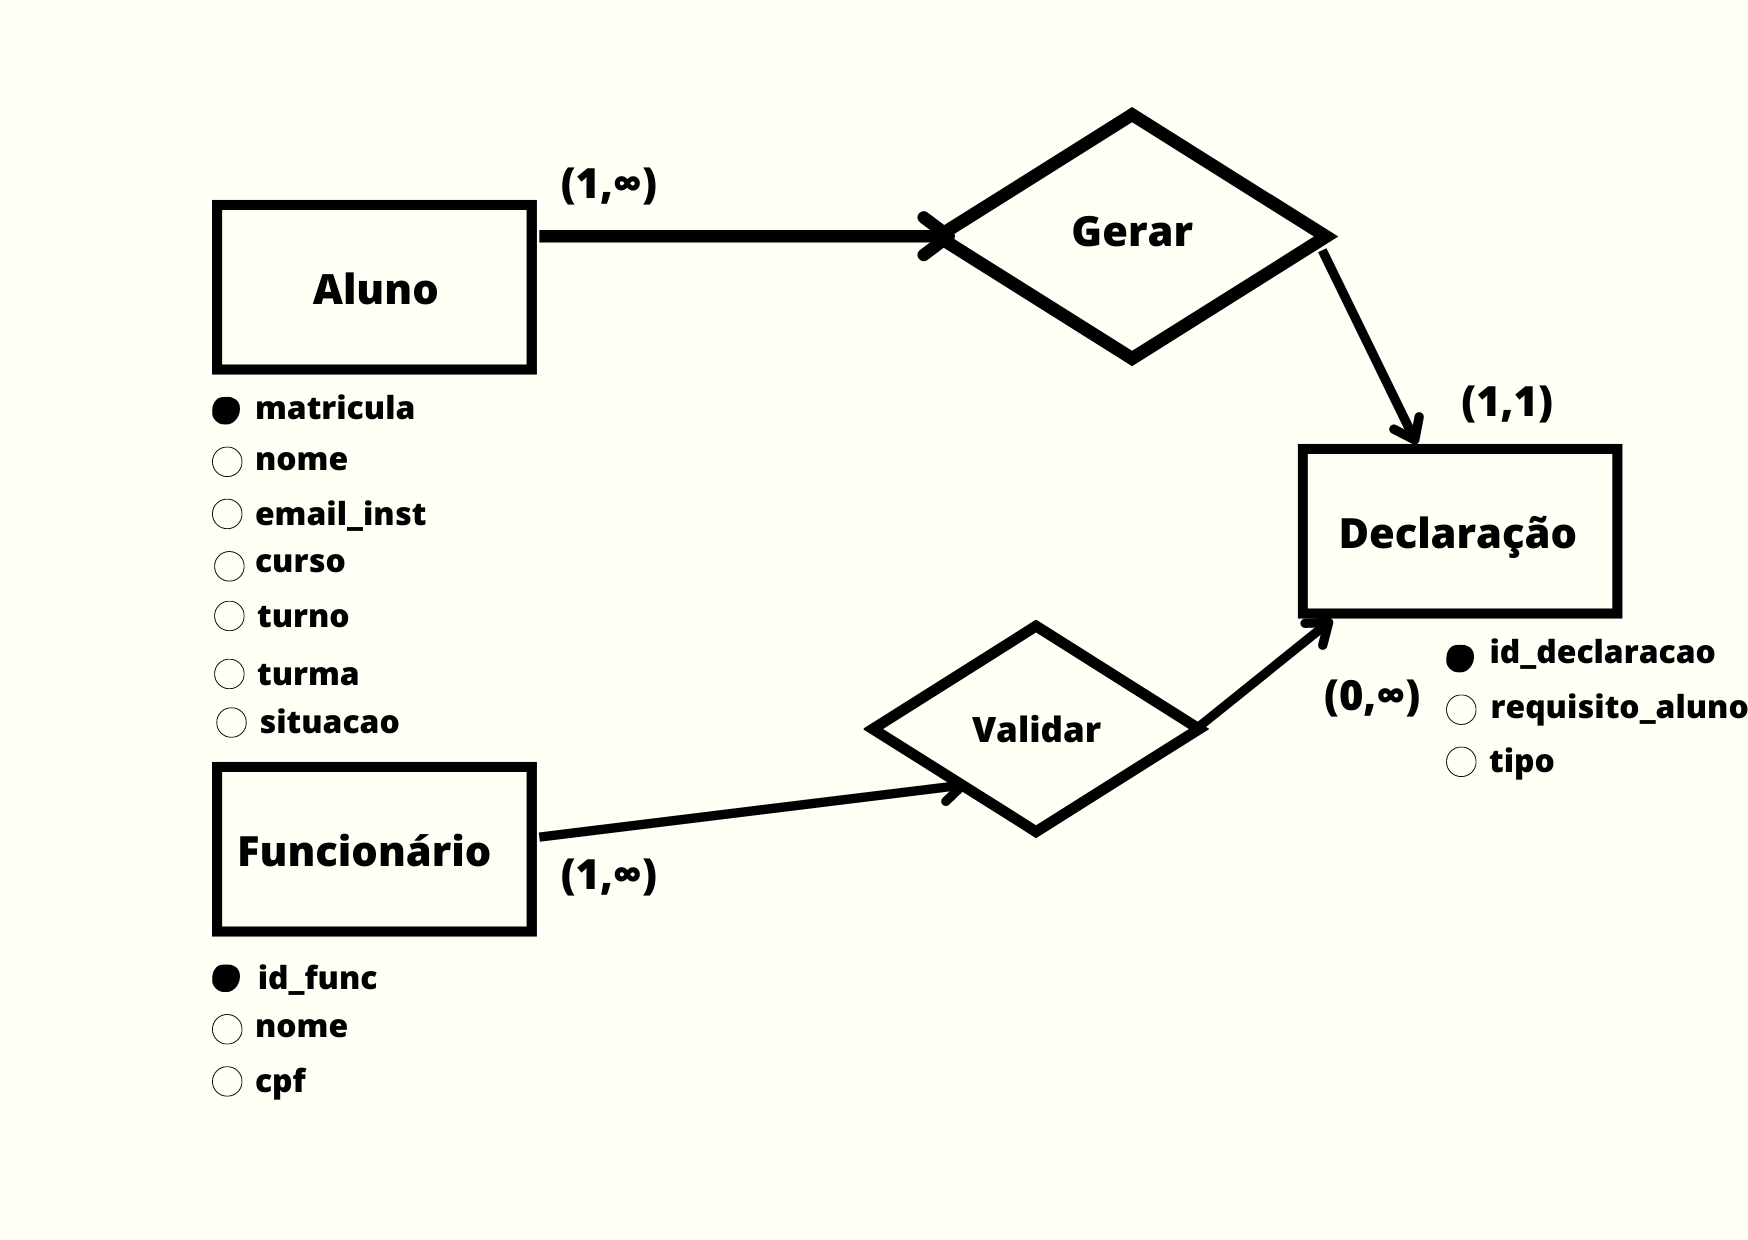 (1,∞)
Gerar
Aluno
(1,1)
matricula
nome
email_inst
curso
turno
turma
situacao
Declaração
id_declaracao
requisito_aluno
tipo
(0,∞)
Validar
Funcionário
(1,∞)
id_func
nome
cpf